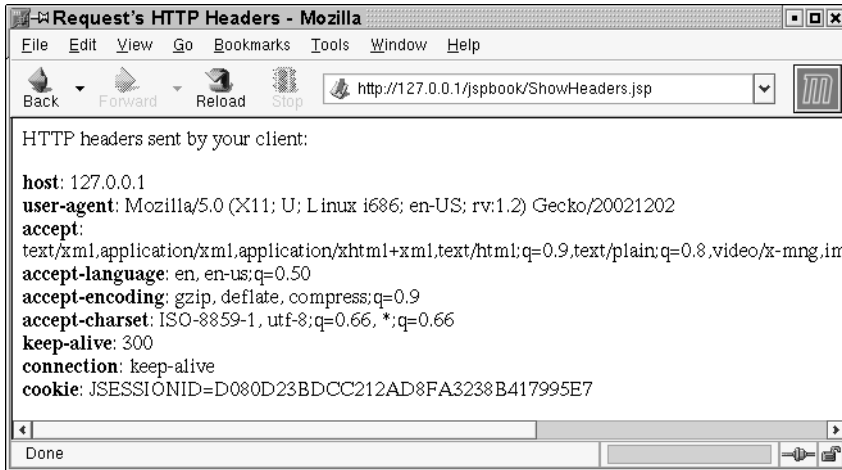 Request's HTTP Headers - Mozilla
File Edit View Go Bookmarks Tools Window Help
Back Forward Reload Stop http://127.0.0.1/jspbook/ShowHeaders.jsp
HTTP headers sent by your client:
host: 127.0.0.1
user-agent: Mozilla/5.0 (X11; U; Linux i686; en-US; rv:1.2) Gecko/20021202
accept:
text/xml,application/xml,application/xhtml+xml,text/html;q=0.9,text/plain;q=0.8,video/x-mng,im
accept-language: en, en-us;q=0.50
accept-encoding: gzip, deflate, compress;q=0.9
accept-charset: ISO-8859-1, utf-8;q=0.66, *;q=0.66
keep-alive: 300
connection: keep-alive
cookie: JSESSIONID=D080D23BDCC212AD8FA3238B417995E7
Done